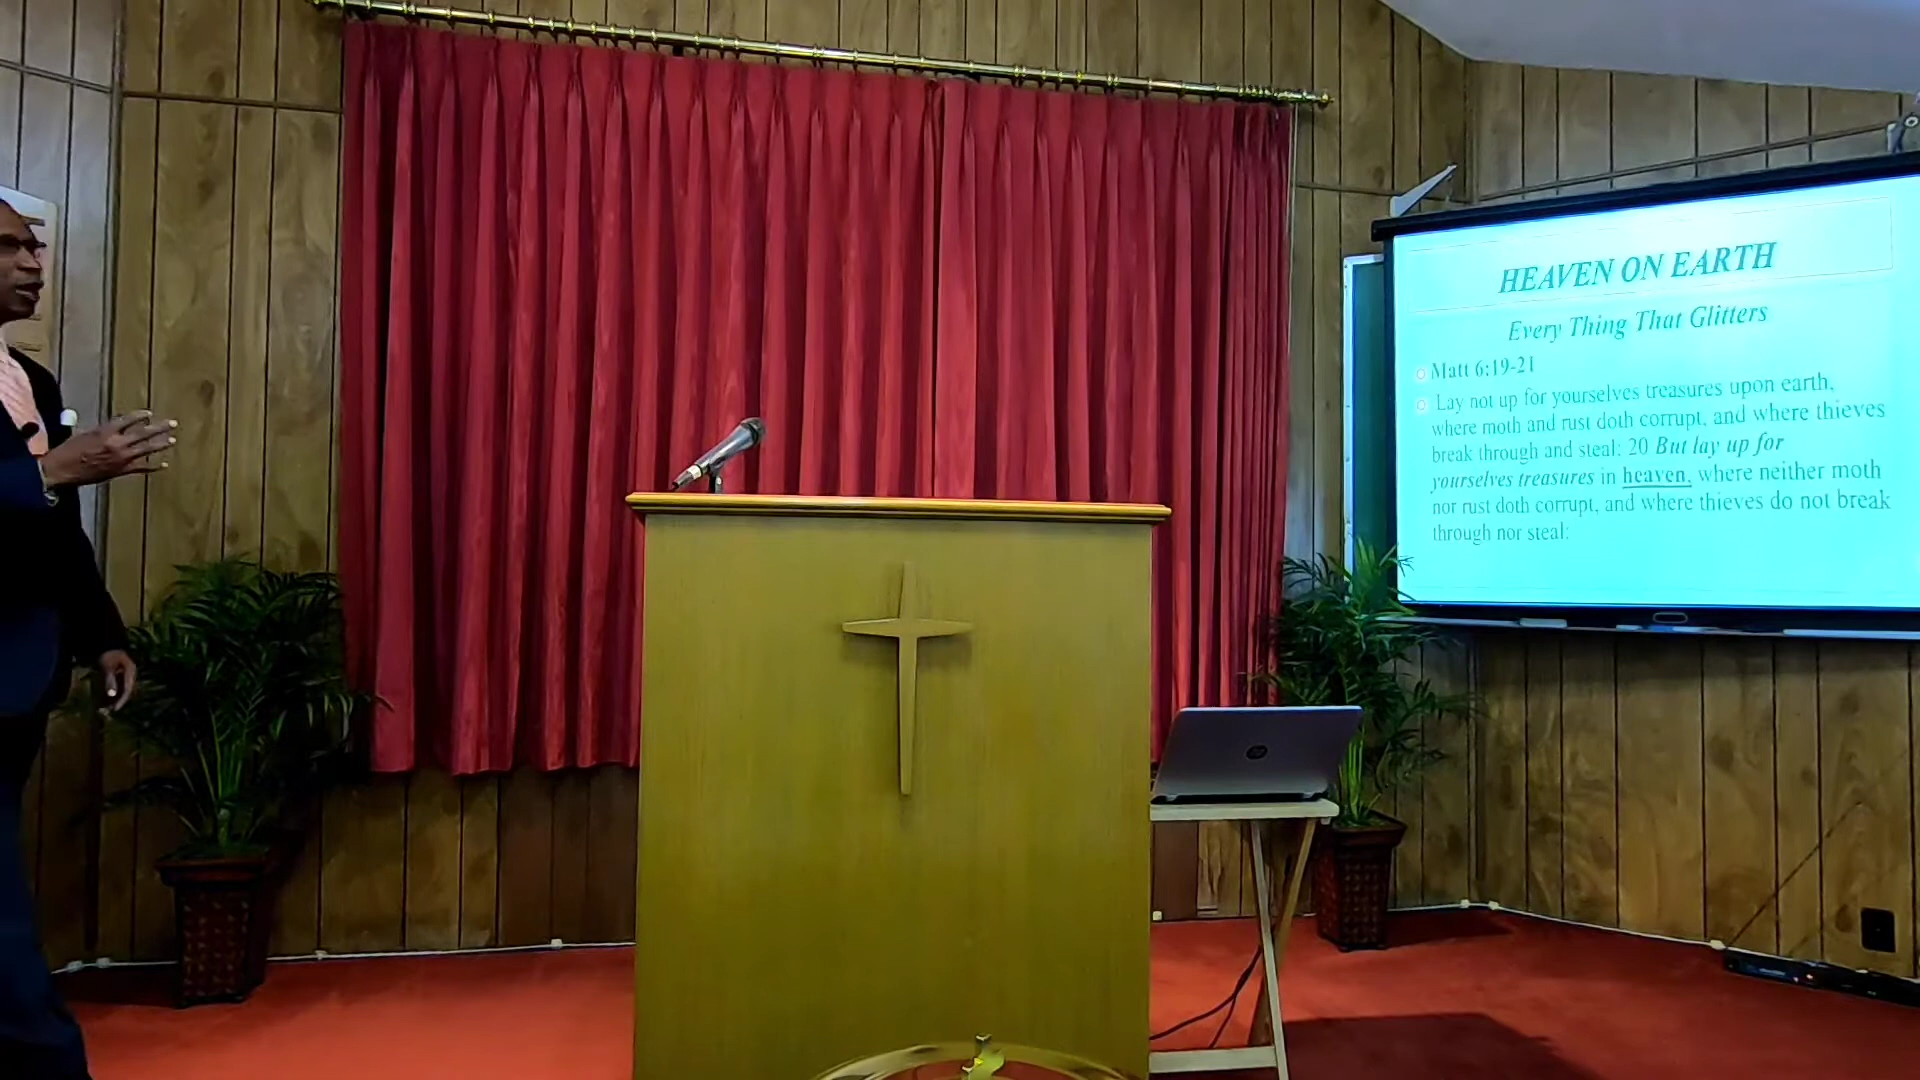 HEAVEN ON EARTH
Every Thing That Glitters
Matt 6:19-21
Lay not up for yourselves treasures upon earth,
where moth and rust doth corrupt, and where thieves
break through and steal: 20 But lay up for
yourselves treasures in heaven, where neither moth
nor rust doth corrupt, and where thieves do not break
through nor steal:
hp